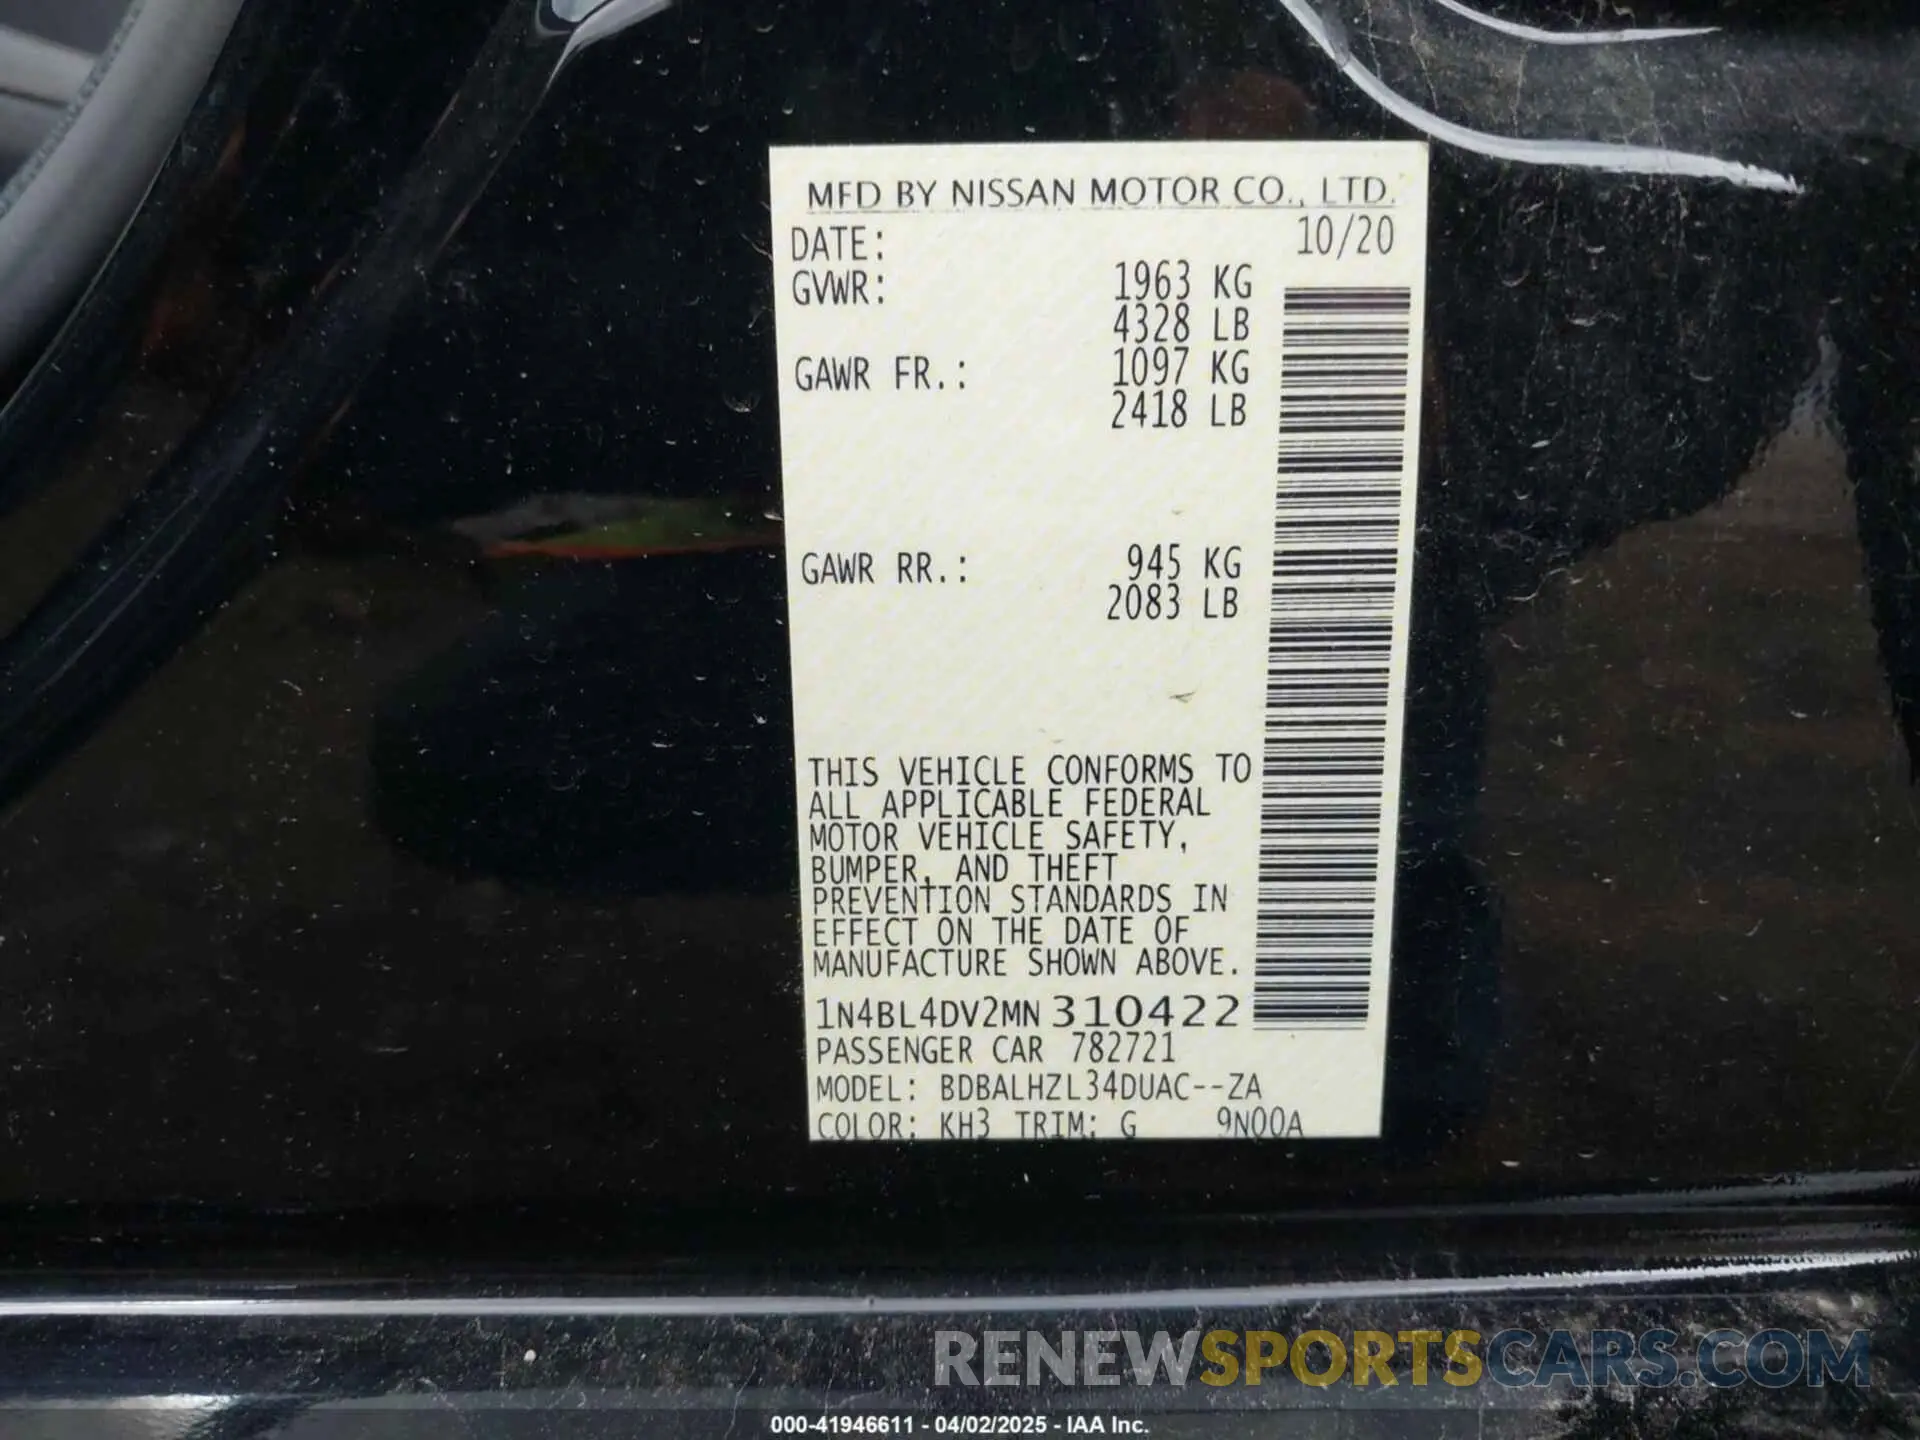 MFD BY NISSAN MOTOR CO., LTD.
DATE: 10/20
GVWR: 1963 KG
4328 LB
GAWR FR.: 1097 KG
2418 LB
GAWR RR.: 945 KG
2083 LB
THIS VEHICLE CONFORMS TO
ALL APPLICABLE FEDERAL
MOTOR VEHICLE SAFETY,
BUMPER, AND THEFT
PREVENTION STANDARDS IN
EFFECT ON THE DATE OF
MANUFACTURE SHOWN ABOVE.
1N4BL4DV2MN310422
PASSENGER CAR 782721
MODEL: BDBALHZL34DUAC--ZA
COLOR: KH3 TRIM: G 9N00A
RENEWSPORTSCARS.COM
000-41946611 - 04/02/2025 - IAA Inc.